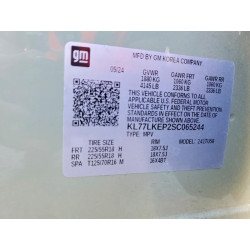 gm
MFD BY GM KOREA COMPANY
05/24
GVWR GAWR FRT GAWR RR
1880 KG 1060 KG 1060 KG
4145 LB 2336 LB 2336 LB
THIS VEHICLE CONFORMS TO ALL
APPLICABLE U.S. FEDERAL MOTOR
VEHICLE SAFETY AND THEFT PREVENTION
STANDARDS IN EFFECT ON THE DATE OF
MANUFACTURE SHOWN ABOVE.
KL77LKEP2SC065244
TYPE: MPV
MODEL:
TIRE SIZE RIM
FRT 225/55R18 H 18X7.5J
RR 225/55R18 H 18X7.5J
SPA T125/70R16 M 16X4BT